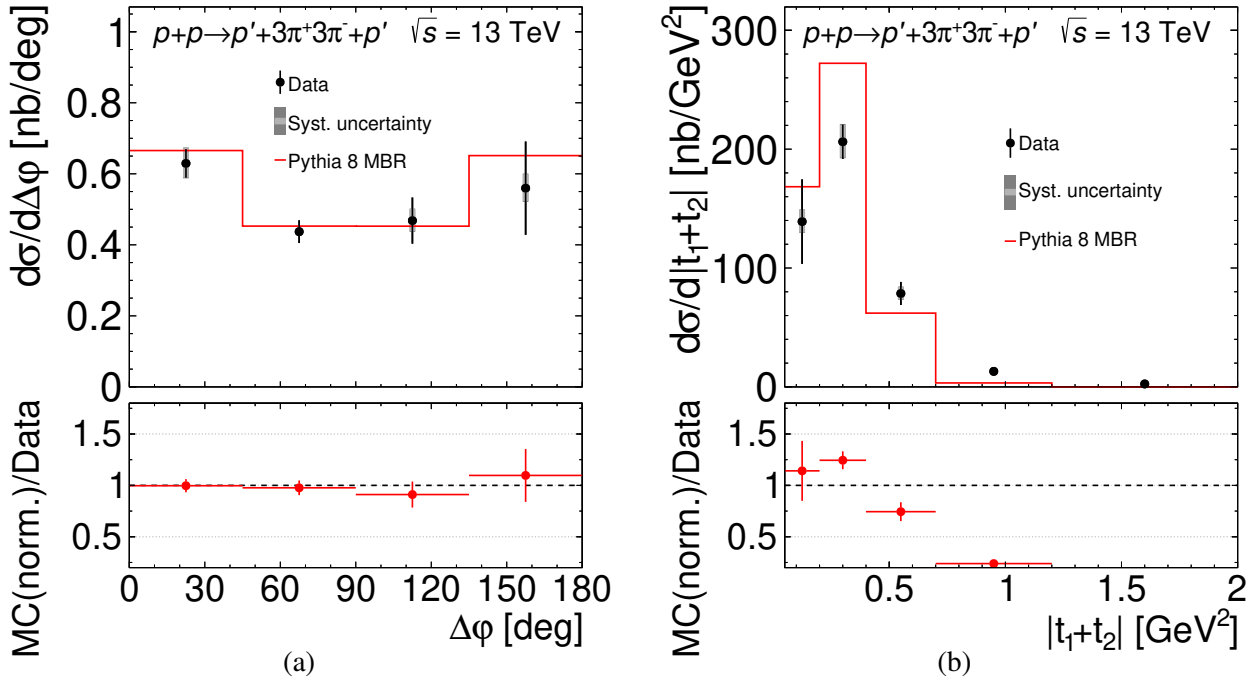 p+p→p′+3π⁺3π⁻+p′ √s = 13 TeV
Data
Syst. uncertainty
Pythia 8 MBR
dσ/dΔφ [nb/deg]
1
0.8
0.6
0.4
0.2
0
MC(norm.)/Data
1.5
1
0.5
0 30 60 90 120 150 180
Δφ [deg]
(a)
p+p→p′+3π⁺3π⁻+p′ √s = 13 TeV
Data
Syst. uncertainty
Pythia 8 MBR
dσ/d|t₁+t₂| [nb/GeV²]
300
200
100
0
MC(norm.)/Data
1.5
1
0.5
0.5 1 1.5 2
|t₁+t₂| [GeV²]
(b)